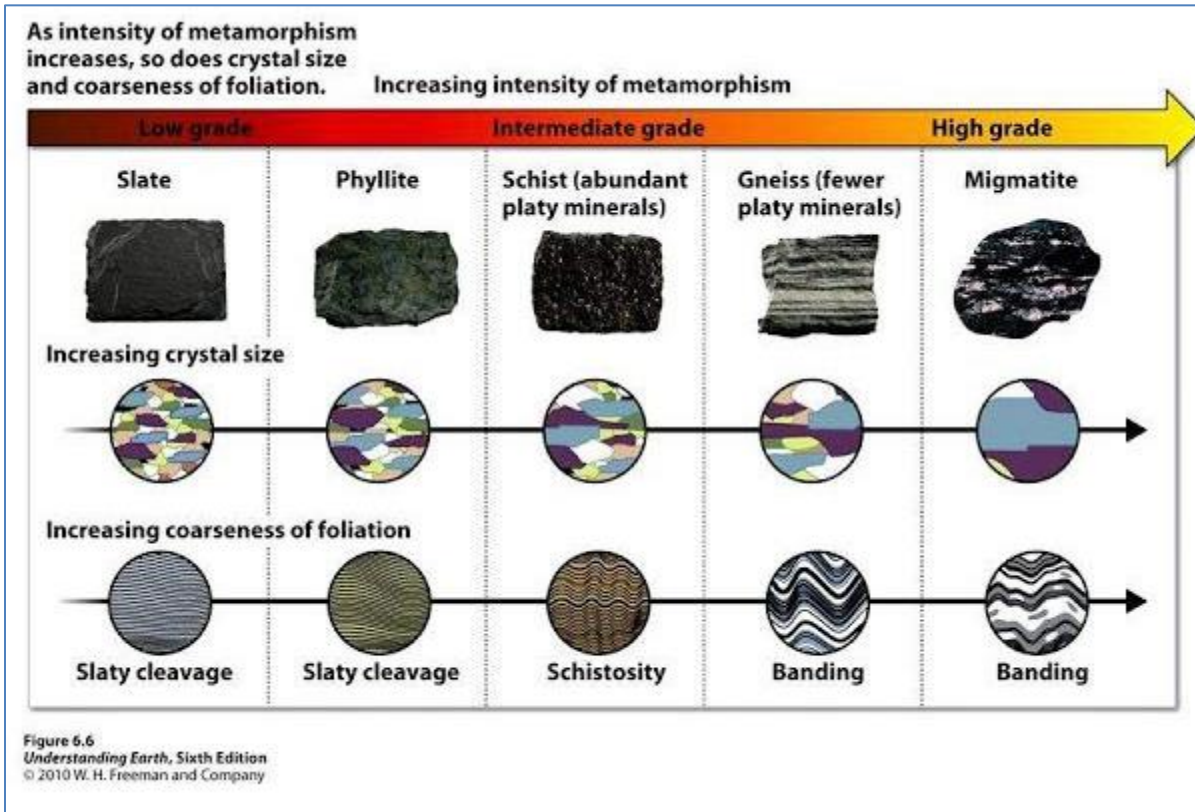 As intensity of metamorphism
increases, so does crystal size
and coarseness of foliation.
Increasing intensity of metamorphism
Low grade
Intermediate grade
High grade
Slate
Phyllite
Schist (abundant
platy minerals)
Gneiss (fewer
platy minerals)
Migmatite
Increasing crystal size
Increasing coarseness of foliation
Slaty cleavage
Slaty cleavage
Schistosity
Banding
Banding
Figure 6.6
Understanding Earth, Sixth Edition
© 2010 W. H. Freeman and Company